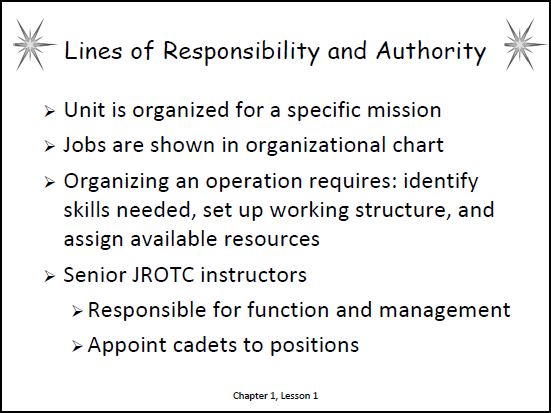 Lines of Responsibility and Authority
➢ Unit is organized for a specific mission
➢ Jobs are shown in organizational chart
➢ Organizing an operation requires: identify
skills needed, set up working structure, and
assign available resources
➢ Senior JROTC instructors
➢ Responsible for function and management
➢ Appoint cadets to positions
Chapter 1, Lesson 1